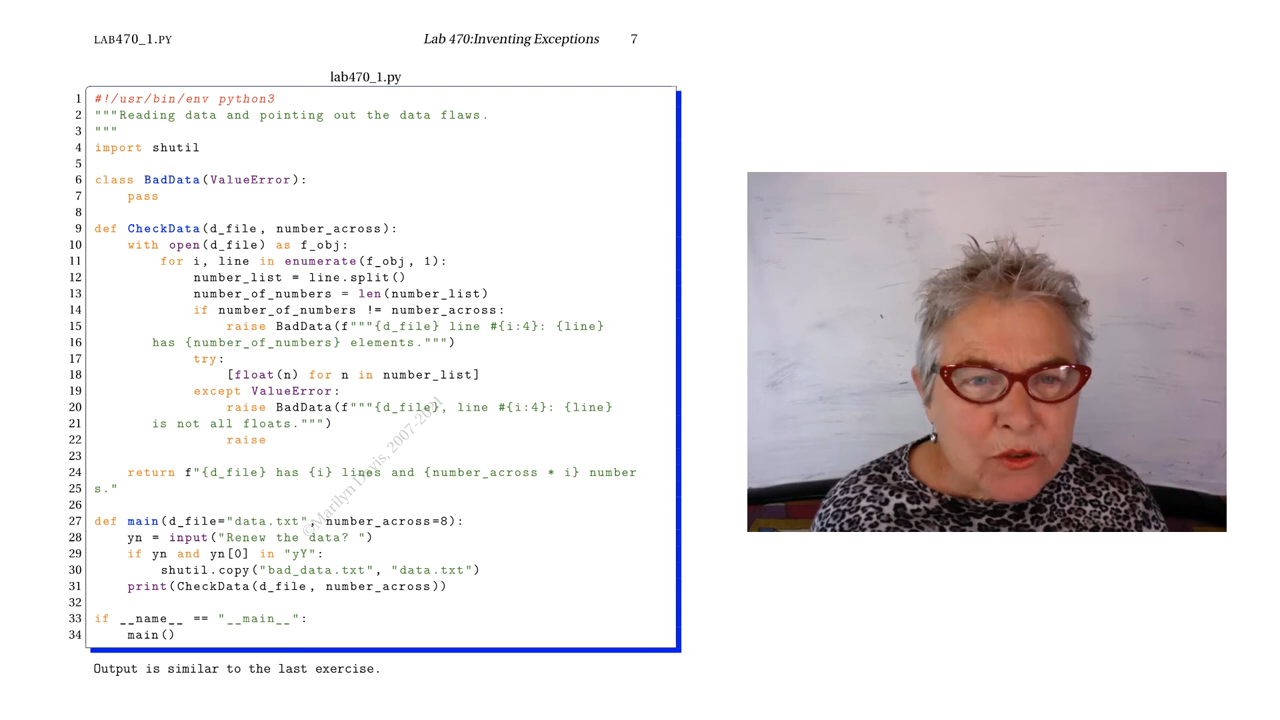 LAB470_1.PY Lab 470:Inventing Exceptions 7
lab470_1.py
1 #!/usr/bin/env python3
2 """Reading data and pointing out the data flaws.
3 """
4 import shutil
5
6 class BadData(ValueError):
7     pass
8
9 def CheckData(d_file, number_across):
10     with open(d_file) as f_obj:
11         for i, line in enumerate(f_obj, 1):
12             number_list = line.split()
13             number_of_numbers = len(number_list)
14             if number_of_numbers != number_across:
15                 raise BadData(f"""{d_file} line #{i:4}: {line}
16        has {number_of_numbers} elements.""")
17             try:
18                 [float(n) for n in number_list]
19             except ValueError:
20                 raise BadData(f"""{d_file}, line #{i:4}: {line}
21        is not all floats.""")
22                 raise
23
24     return f"{d_file} has {i} lines and {number_across * i} number
25 s."
26
27 def main(d_file="data.txt", number_across=8):
28     yn = input("Renew the data? ")
29     if yn and yn[0] in "yY":
30         shutil.copy("bad_data.txt", "data.txt")
31     print(CheckData(d_file, number_across))
32
33 if __name__ == "__main__":
34     main()
©Marilyn Davis, 2007-2021
Output is similar to the last exercise.